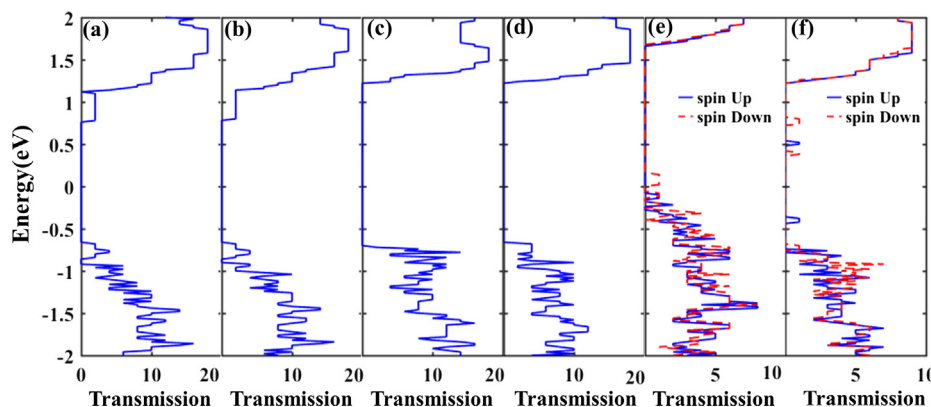 (a) (b) (c) (d) (e) (f)
2
1.5
1
0.5
0
-0.5
-1
-1.5
-2
Energy(eV)
spin Up
spin Down
spin Up
spin Down
0 10 20 10 20 10 20 10 20 5 10 5 10
Transmission Transmission Transmission Transmission Transmission Transmission